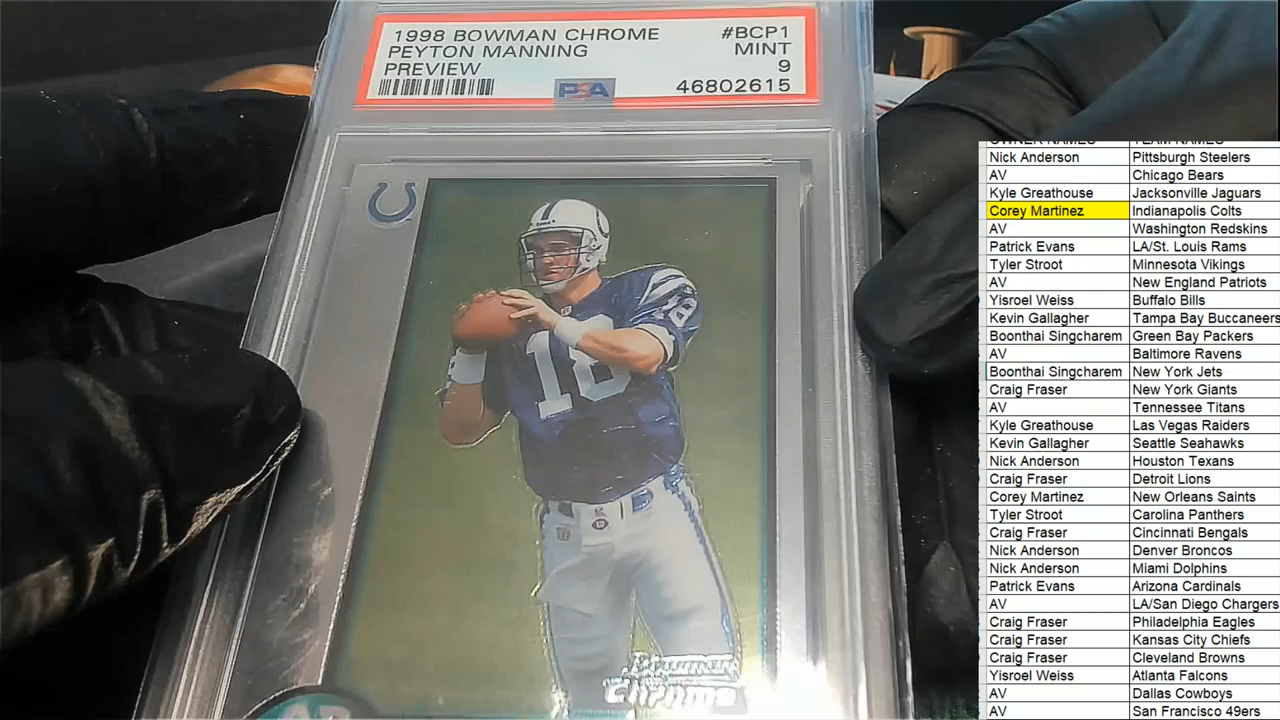 1998 BOWMAN CHROME #BCP1
PEYTON MANNING MINT
PREVIEW 9
PSA 46802615
18
18
Bowman
Chrome
OWNER NAMES TEAM NAMES
Nick Anderson Pittsburgh Steelers
AV Chicago Bears
Kyle Greathouse Jacksonville Jaguars
Corey Martinez Indianapolis Colts
AV Washington Redskins
Patrick Evans LA/St. Louis Rams
Tyler Stroot Minnesota Vikings
AV New England Patriots
Yisroel Weiss Buffalo Bills
Kevin Gallagher Tampa Bay Buccaneers
Boonthai Singcharem Green Bay Packers
AV Baltimore Ravens
Boonthai Singcharem New York Jets
Craig Fraser New York Giants
AV Tennessee Titans
Kyle Greathouse Las Vegas Raiders
Kevin Gallagher Seattle Seahawks
Nick Anderson Houston Texans
Craig Fraser Detroit Lions
Corey Martinez New Orleans Saints
Tyler Stroot Carolina Panthers
Craig Fraser Cincinnati Bengals
Nick Anderson Denver Broncos
Nick Anderson Miami Dolphins
Patrick Evans Arizona Cardinals
AV LA/San Diego Chargers
Craig Fraser Philadelphia Eagles
Craig Fraser Kansas City Chiefs
Craig Fraser Cleveland Browns
Yisroel Weiss Atlanta Falcons
AV Dallas Cowboys
AV San Francisco 49ers